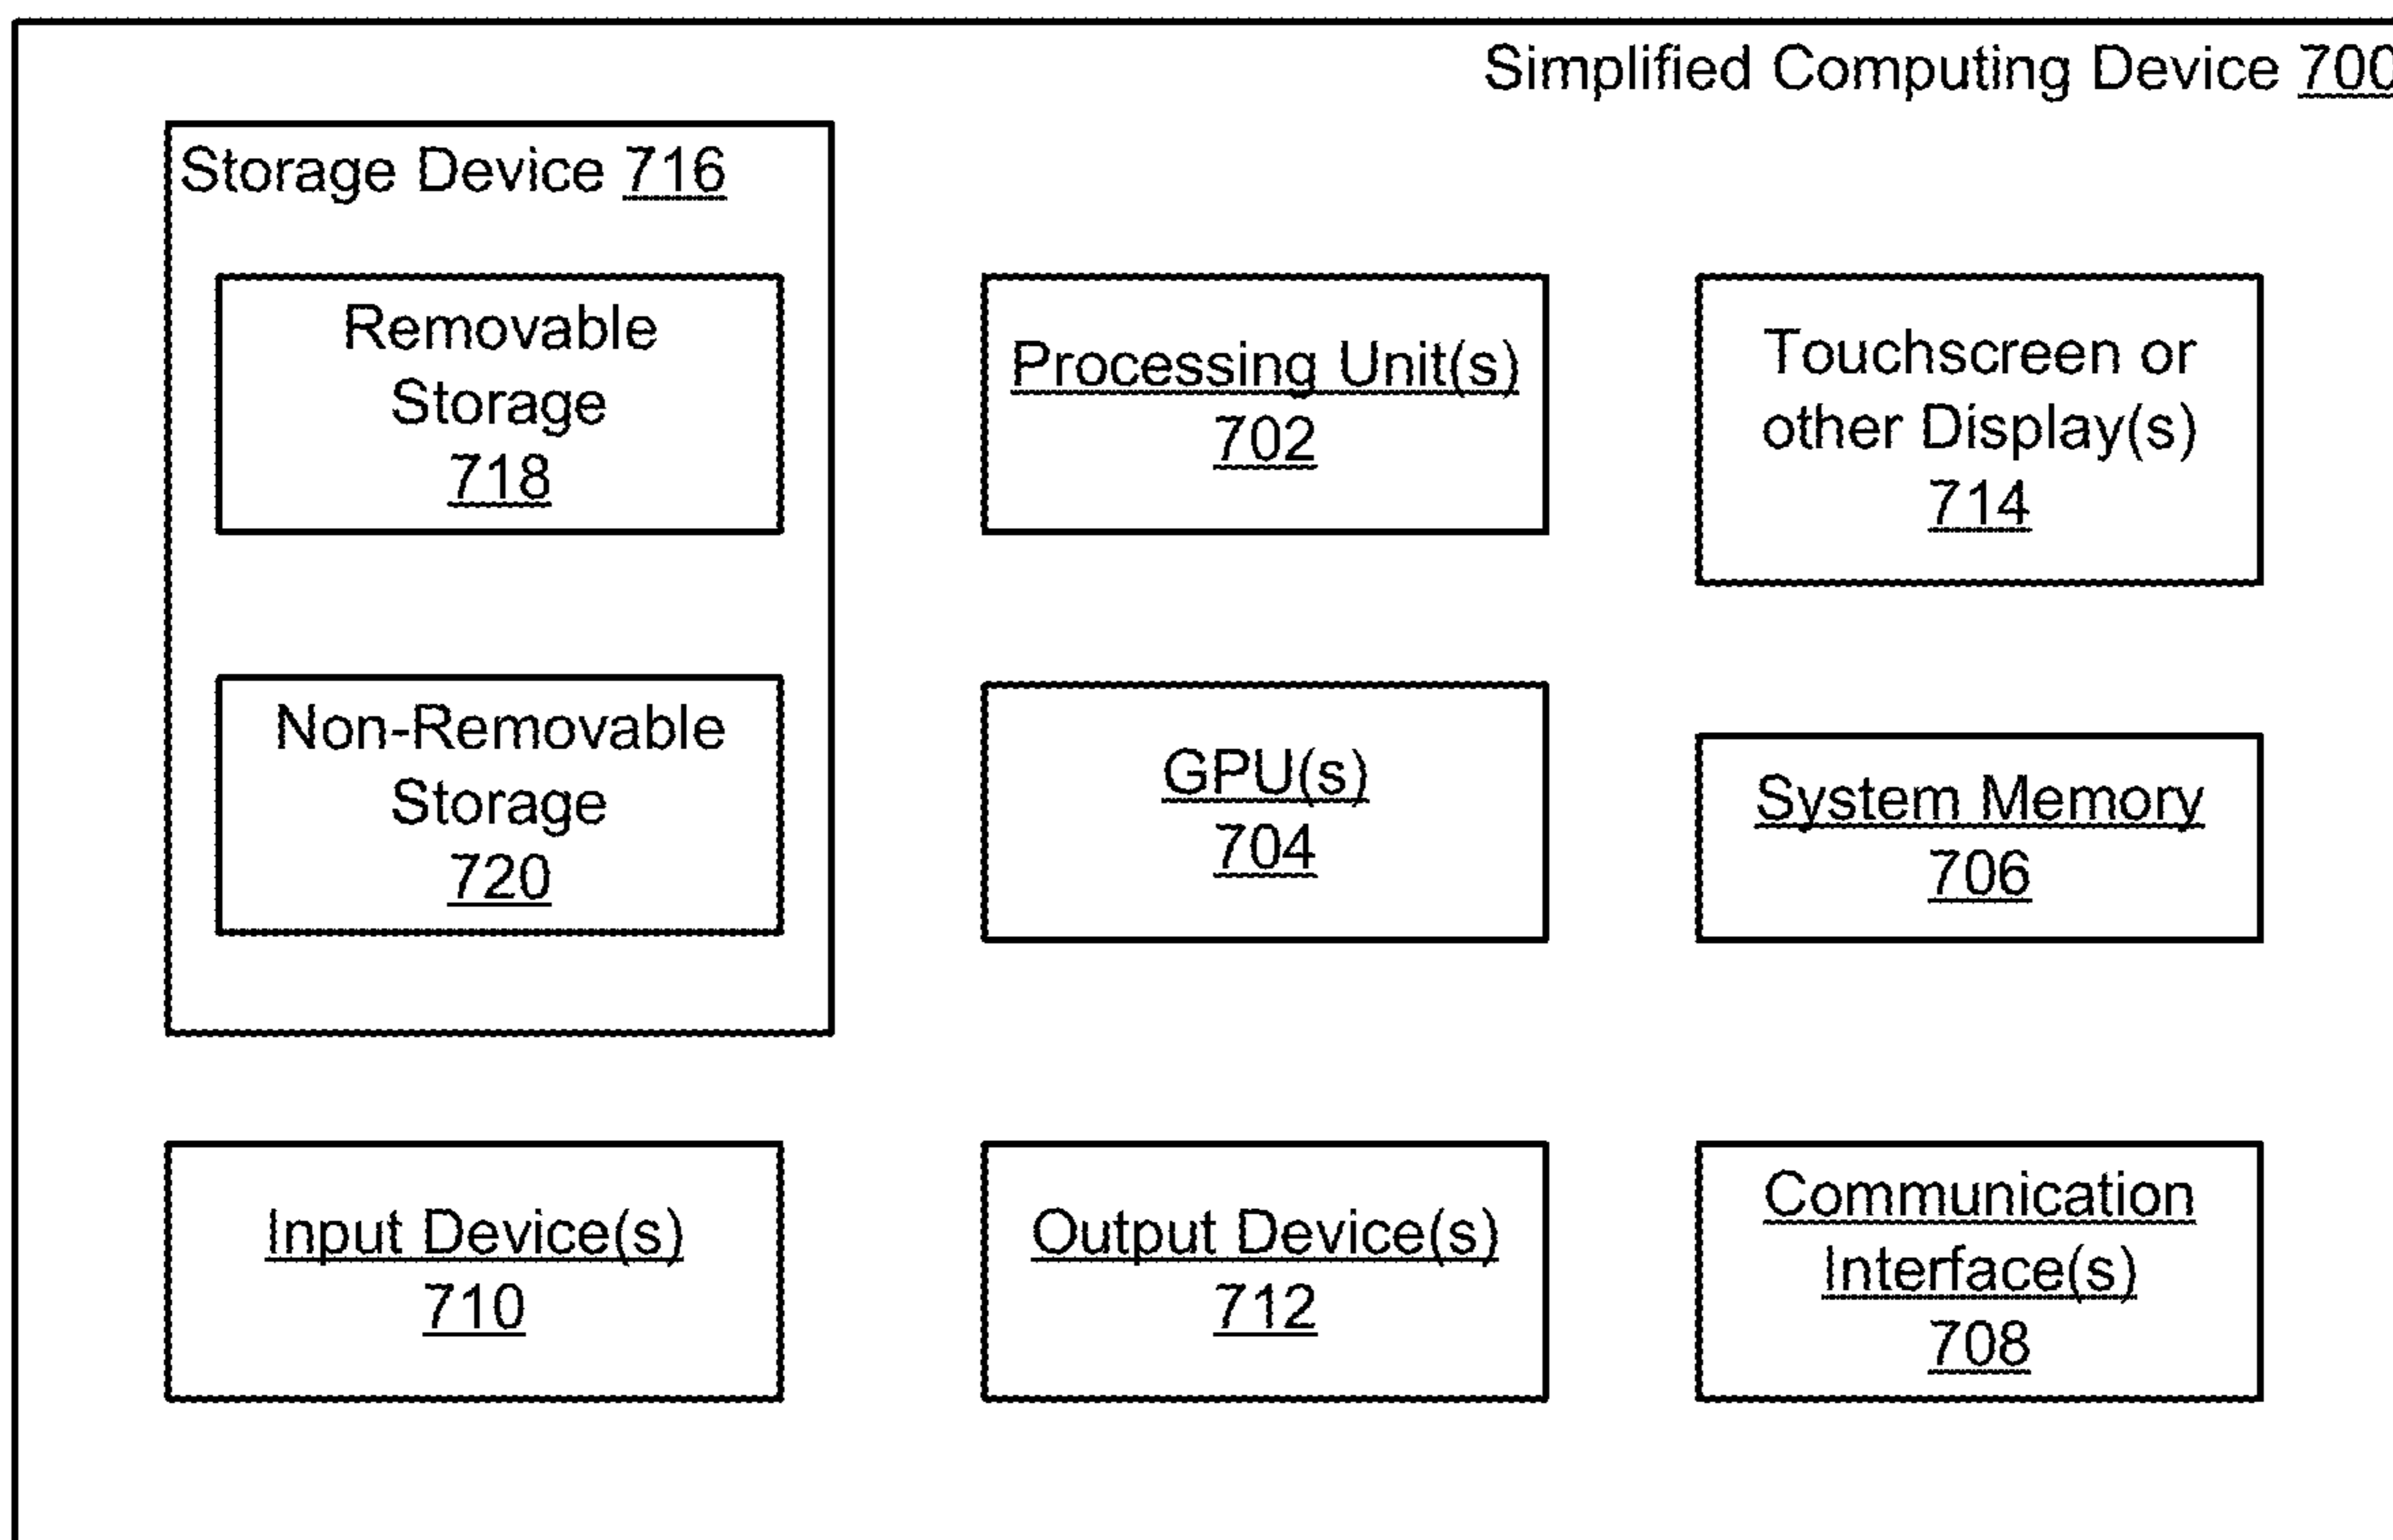 Simplified Computing Device 700
Storage Device 716
Removable
Storage
718
Processing Unit(s)
702
Touchscreen or
other Display(s)
714
Non-Removable
Storage
720
GPU(s)
704
System Memory
706
Input Device(s)
710
Output Device(s)
712
Communication
Interface(s)
708